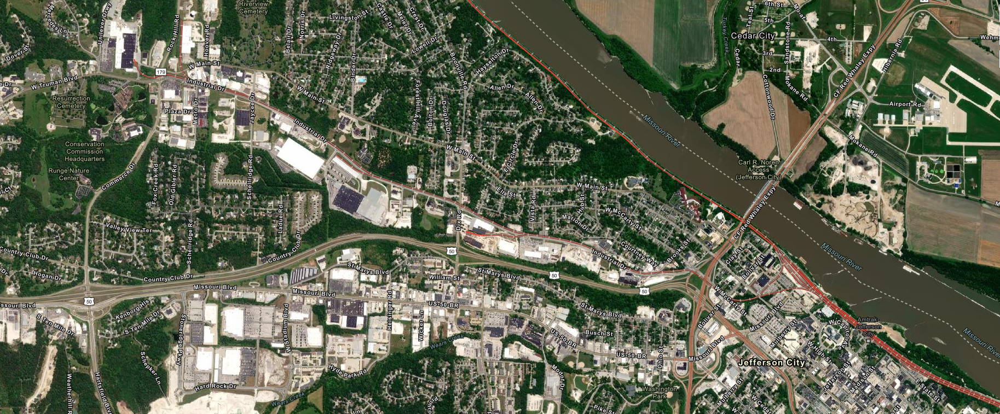 Riverview
Cemetery
Livingston St
Castle Dr
Meier Dr
Crest Dr
Mercedes Ln
Unilever Drwy
Rock Hill Rd
Hoover Rd
Belair Dr
Norris Dr
Ridgeway Dr
Lowell Dr
Binder Dr
Boonville Rd
Hayselton Dr
Dover St
179
W Main St
W Truman Blvd
Industrial Dr
W Main St
Allen Dr
Allen Dr
Forest Hill Ave
Bolton Dr
Douglas Dr
Resurrection
Cemetery
Plaza Dr
Metro Dr
Jaycee Dr
Industrial Dr
6th St
5th
4th
3rd
2nd
Teal St
Mo-af
Sandstone Rd
Cedar City
Turkey Creek
Cedar
Mokane Rd
Cottonwood Dr
CF Red Whaley Expy
Hibernia Rd
Airport Rd
Mokane Rd
Missouri River
Conservation
Commission
Headquarters
Runge Nature
Center
Commerce Dr
Fox Creek Rd
Old Gibler Rd
Schellridge Rd
W Main St
E Circle Dr
Ella St
W Main St
Carl R. Noren
Access
(Jefferson City)
CF Red Whaley Expy
Hub St
Vista Rd
W McCarty St
Marion Dr
Dix Rd
Laduel Rd
Valley View Ter
Schellridge Rd
Country Club Dr
Country Club Dr
Hogan Dr
Country Club Dr
50
St Marys Blvd
St Marys Blvd
50
50
Industrial Dr
Courtney Way
Brooks St
Clay St
Bolivar St
Missouri River
William St
Missouri Blvd
Missouri Blvd
50
US-50-BR
Heisinger Rd
Wicker Ln
W Stadium Blvd
Kenborg Hls
S Ten Mile Dr
S Ten Mile Dr
Stoneridge Pkwy
Schepker Ln
Hard Rock Dr
Hyde Park Rd
Wears Creek
Wears Creek
Weatherhill R
Hartsfield Blv
St Marys Blvd
Busch St
US-50-BR
US-50-BR
Ohio St
Modot Dr
Pike St
Washington
Park
W McCarty St
Bolivar St
Missouri Blvd
Missouri Blvd
Mulberry St
Mulberry St
Jefferson City
W High St
W Capitol Ave
Amtrak-
Jefferson
City
Jefferson St
Madison St
E State St
W Cedar
Missouri River